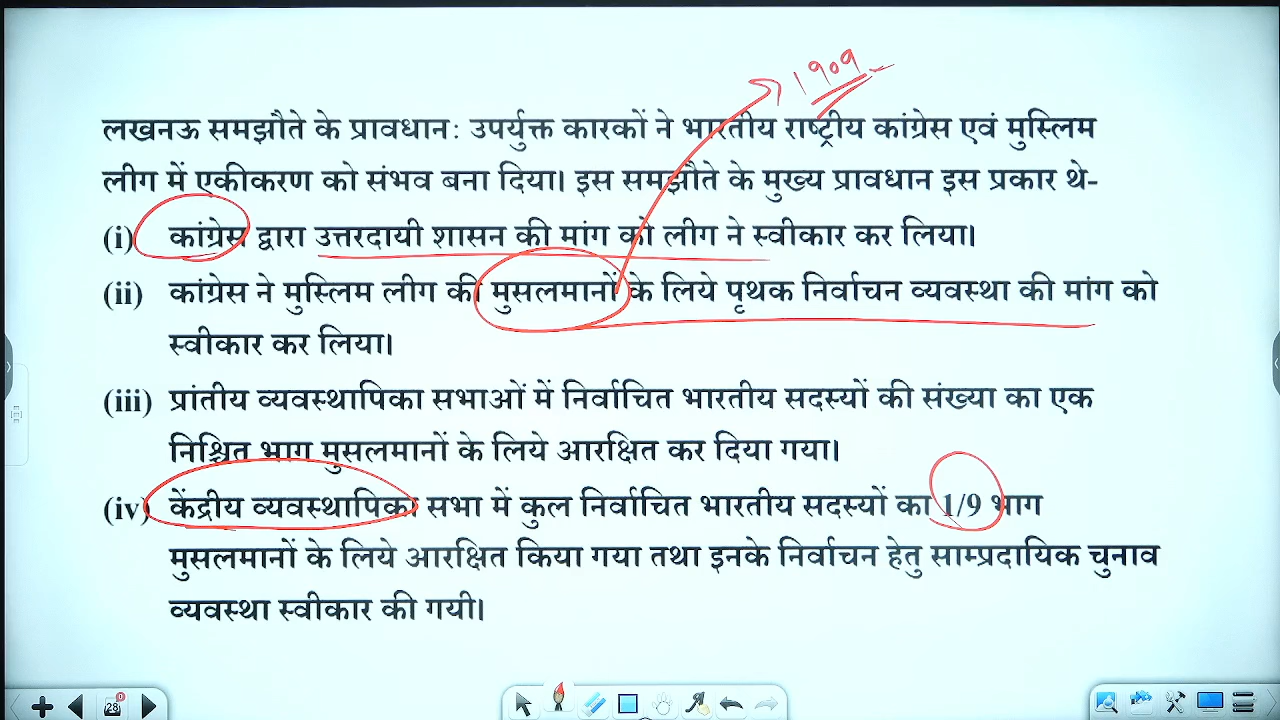 1909
लखनऊ समझौते के प्रावधान: उपर्युक्त कारकों ने भारतीय राष्ट्रीय कांग्रेस एवं मुस्लिम
लीग में एकीकरण को संभव बना दिया। इस समझौते के मुख्य प्रावधान इस प्रकार थे-
(i) कांग्रेस द्वारा उत्तरदायी शासन की मांग को लीग ने स्वीकार कर लिया।
(ii) कांग्रेस ने मुस्लिम लीग की मुसलमानों के लिये पृथक निर्वाचन व्यवस्था की मांग को
स्वीकार कर लिया।
(iii) प्रांतीय व्यवस्थापिका सभाओं में निर्वाचित भारतीय सदस्यों की संख्या का एक
निश्चित भाग मुसलमानों के लिये आरक्षित कर दिया गया।
(iv) केंद्रीय व्यवस्थापिका सभा में कुल निर्वाचित भारतीय सदस्यों का 1/9 भाग
मुसलमानों के लिये आरक्षित किया गया तथा इनके निर्वाचन हेतु साम्प्रदायिक चुनाव
व्यवस्था स्वीकार की गयी।
28
0